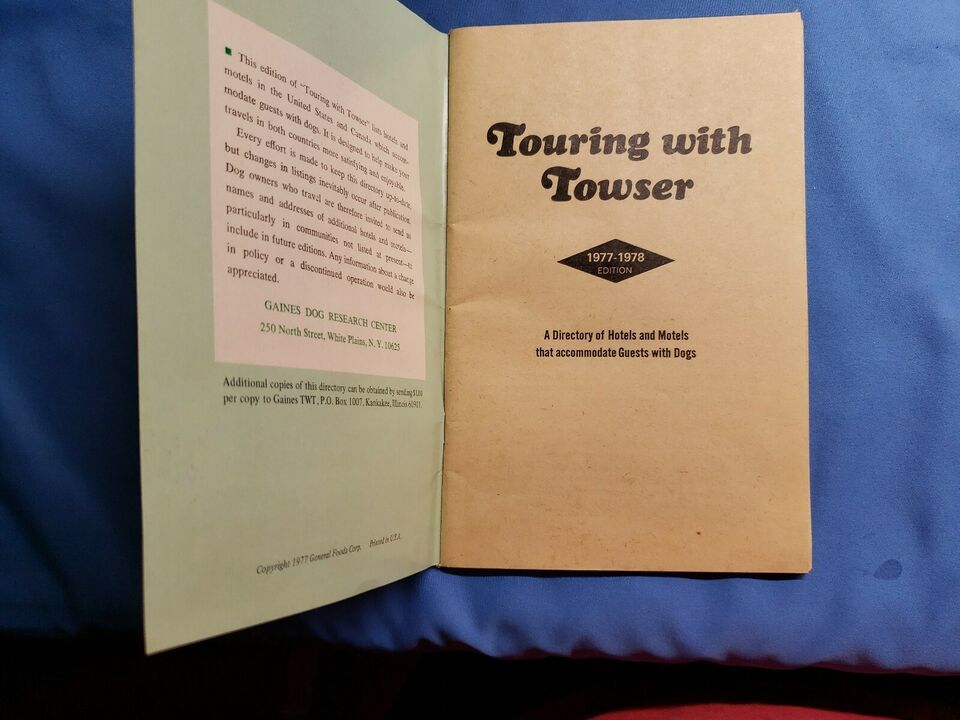 ■ This edition of "Touring with Towser" lists hotels and
motels in the United States and Canada which accom-
modate guests with dogs. It is designed to help make your
travels in both countries more satisfying and enjoyable.
Every effort is made to keep this directory up-to-date,
but changes in listings inevitably occur after publication.
Dog owners who travel are therefore invited to send us
names and addresses of additional hotels and motels—
particularly in communities not listed at present—to
include in future editions. Any information about a change
in policy or a discontinued operation would also be
appreciated.
GAINES DOG RESEARCH CENTER
250 North Street, White Plains, N. Y. 10625
Additional copies of this directory can be obtained by sending $1.00
per copy to Gaines TWT, P.O. Box 1007, Kankakee, Illinois 60901.
Copyright 1977 General Foods Corp. Printed in U.S.A.
Touring with
Towser
1977-1978
EDITION
A Directory of Hotels and Motels
that accommodate Guests with Dogs